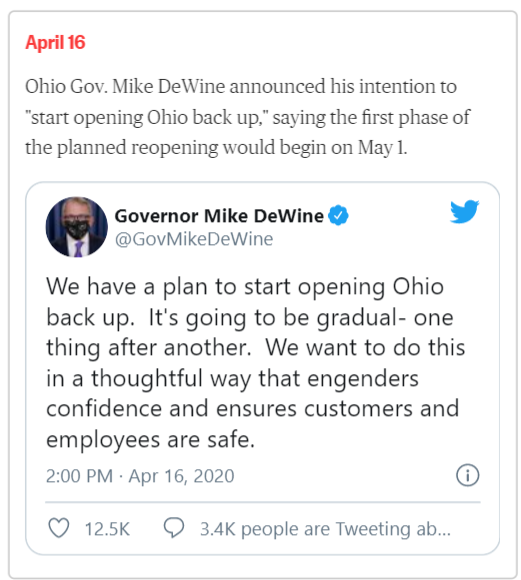 April 16
Ohio Gov. Mike DeWine announced his intention to
"start opening Ohio back up," saying the first phase of
the planned reopening would begin on May 1.
Governor Mike DeWine
@GovMikeDeWine
We have a plan to start opening Ohio
back up.  It's going to be gradual- one
thing after another.  We want to do this
in a thoughtful way that engenders
confidence and ensures customers and
employees are safe.
2:00 PM · Apr 16, 2020
12.5K 3.4K people are Tweeting ab...